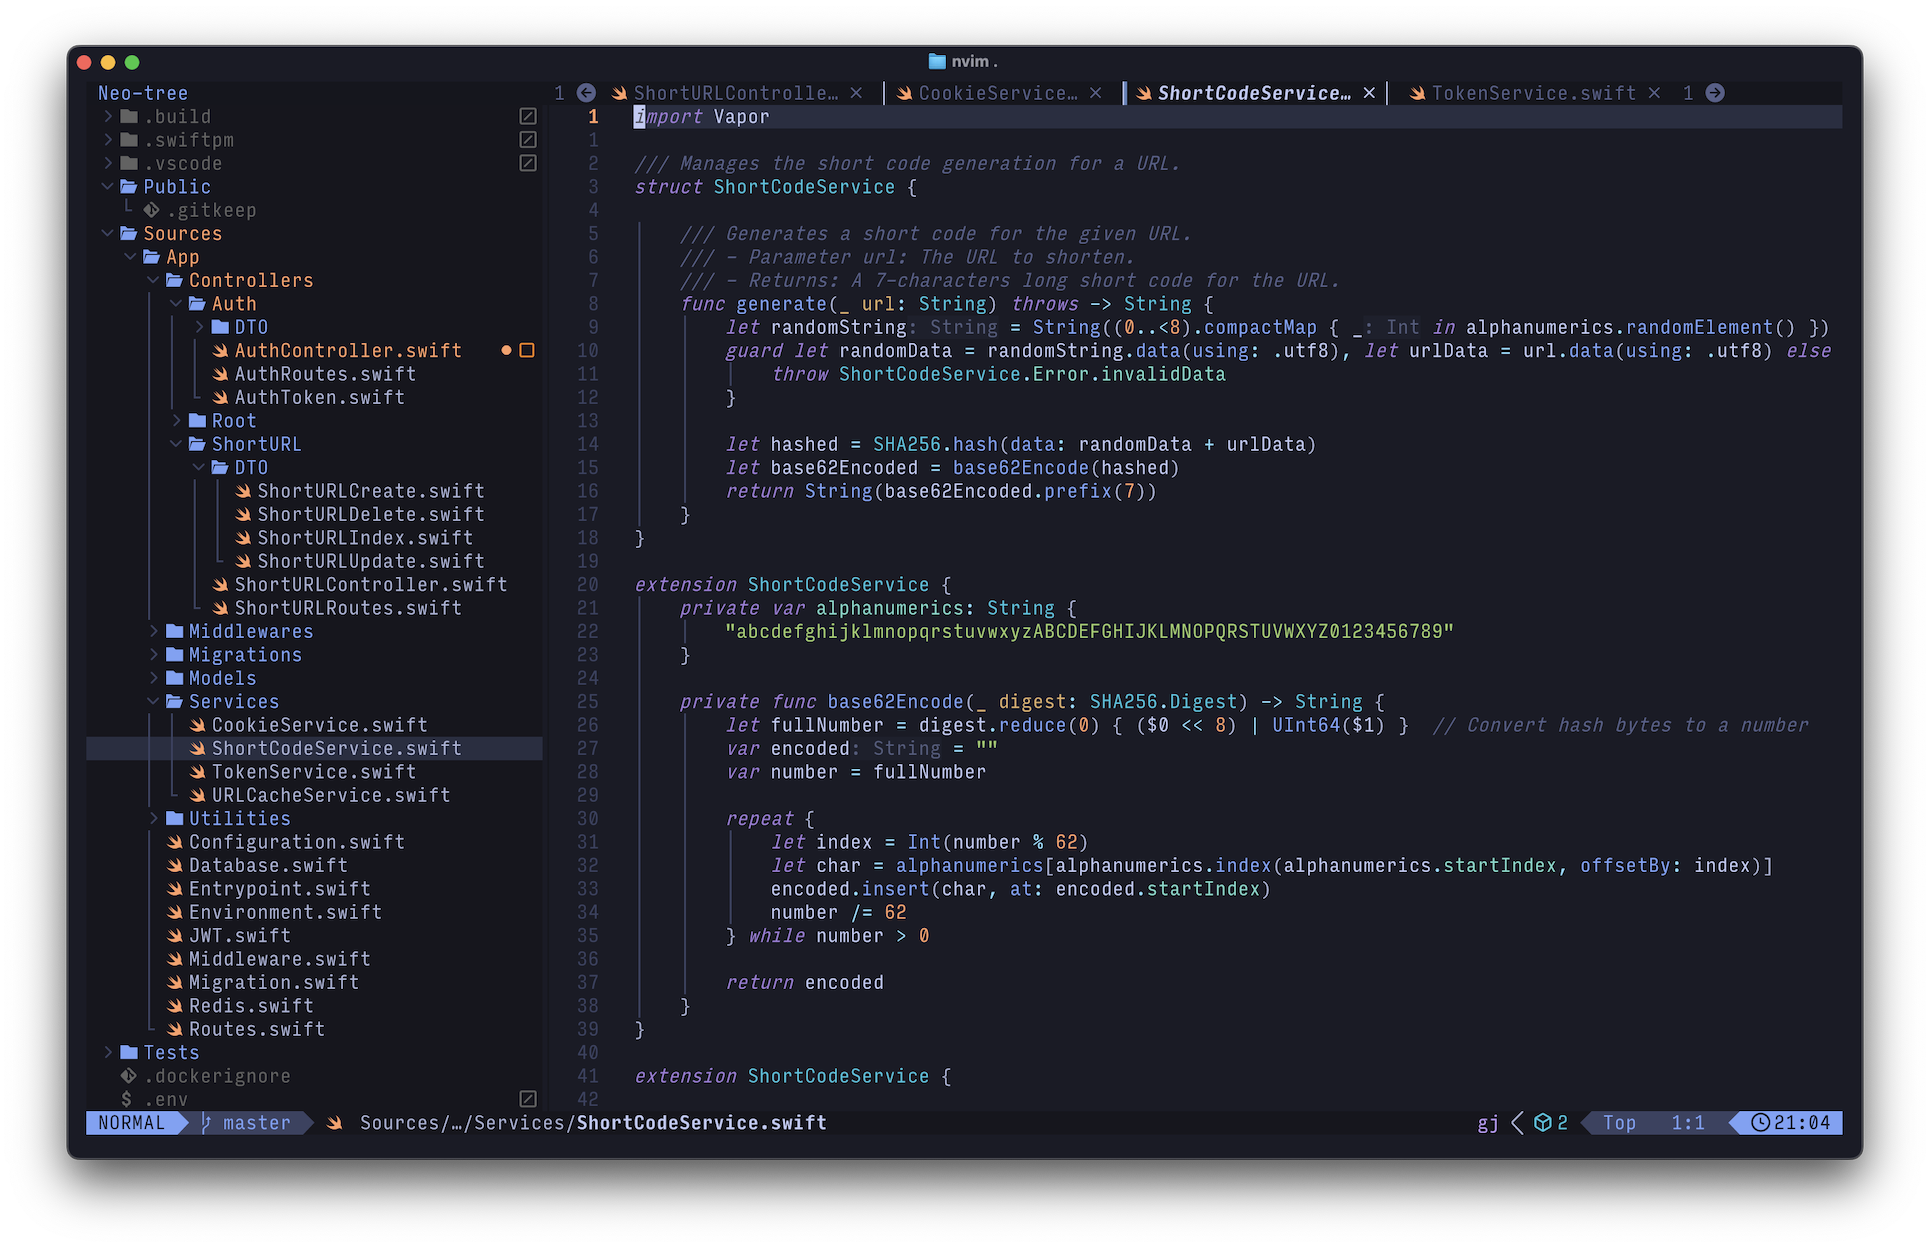 nvim .
Neo-tree
.build
.swiftpm
.vscode
Public
.gitkeep
Sources
App
Controllers
Auth
DTO
AuthController.swift
AuthRoutes.swift
AuthToken.swift
Root
ShortURL
DTO
ShortURLCreate.swift
ShortURLDelete.swift
ShortURLIndex.swift
ShortURLUpdate.swift
ShortURLController.swift
ShortURLRoutes.swift
Middlewares
Migrations
Models
Services
CookieService.swift
ShortCodeService.swift
TokenService.swift
URLCacheService.swift
Utilities
Configuration.swift
Database.swift
Entrypoint.swift
Environment.swift
JWT.swift
Middleware.swift
Migration.swift
Redis.swift
Routes.swift
Tests
.dockerignore
$ .env
1 ShortURLControlle… × CookieService… × ShortCodeService… × TokenService.swift × 1
1 import Vapor
1
2 /// Manages the short code generation for a URL.
3 struct ShortCodeService {
4
5 /// Generates a short code for the given URL.
6 /// - Parameter url: The URL to shorten.
7 /// - Returns: A 7-characters long short code for the URL.
8 func generate(_ url: String) throws -> String {
9 let randomString: String = String((0..<8).compactMap { _: Int in alphanumerics.randomElement() })
10 guard let randomData = randomString.data(using: .utf8), let urlData = url.data(using: .utf8) else
11 throw ShortCodeService.Error.invalidData
12 }
13
14 let hashed = SHA256.hash(data: randomData + urlData)
15 let base62Encoded = base62Encode(hashed)
16 return String(base62Encoded.prefix(7))
17 }
18 }
19
20 extension ShortCodeService {
21 private var alphanumerics: String {
22 "abcdefghijklmnopqrstuvwxyzABCDEFGHIJKLMNOPQRSTUVWXYZ0123456789"
23 }
24
25 private func base62Encode(_ digest: SHA256.Digest) -> String {
26 let fullNumber = digest.reduce(0) { ($0 << 8) | UInt64($1) } // Convert hash bytes to a number
27 var encoded: String = ""
28 var number = fullNumber
29
30 repeat {
31 let index = Int(number % 62)
32 let char = alphanumerics[alphanumerics.index(alphanumerics.startIndex, offsetBy: index)]
33 encoded.insert(char, at: encoded.startIndex)
34 number /= 62
35 } while number > 0
36
37 return encoded
38 }
39 }
40
41 extension ShortCodeService {
42
NORMAL master Sources/…/Services/ShortCodeService.swift gj 2 Top 1:1 21:04